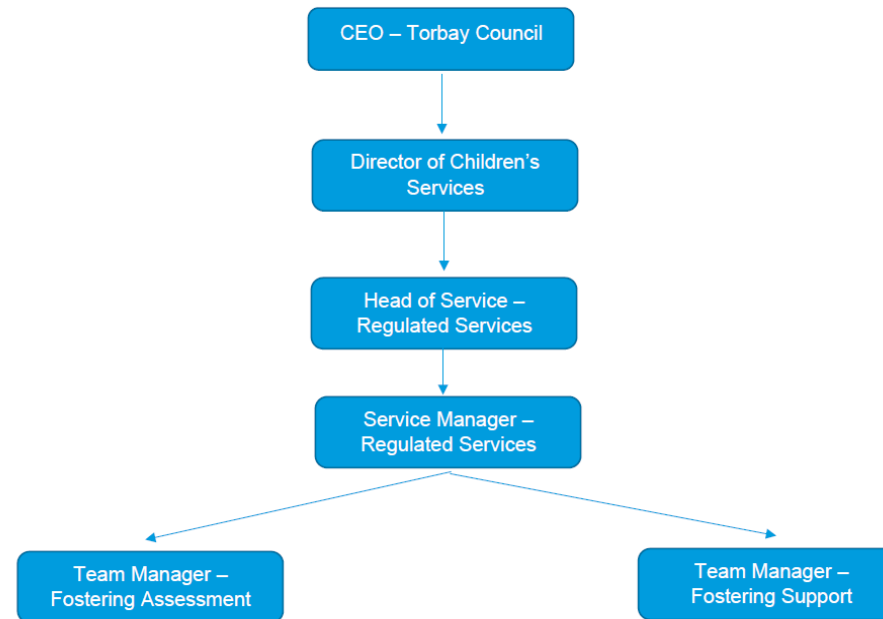 CEO – Torbay Council
Director of Children’s
Services
Head of Service –
Regulated Services
Service Manager –
Regulated Services
Team Manager –
Fostering Assessment
Team Manager –
Fostering Support